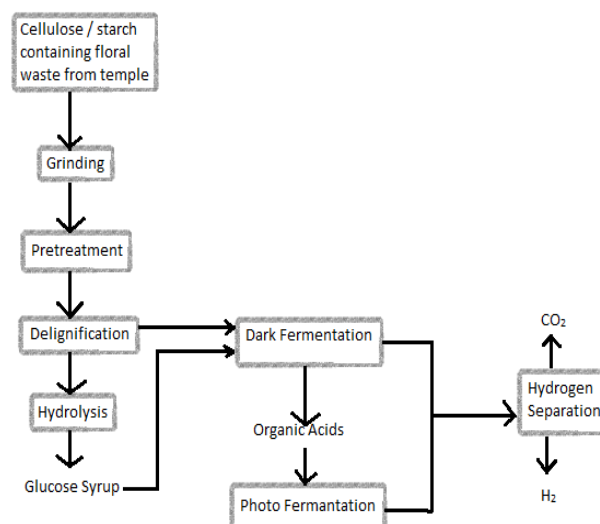 Cellulose / starch
containing floral
waste from temple
Grinding
Pretreatment
Delignification
Dark Fermentation
CO₂
Hydrolysis
Hydrogen
Separation
Organic Acids
Glucose Syrup
Photo Fermantation
H₂